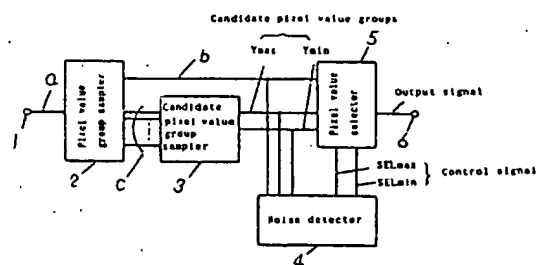 Candidate pixel value groups
Ymax Ymin
5
b
a
1
Pixel value group sampler
2
C
Candidate pixel value group sampler
3
Pixel value selector
Output signal
SELmax
SELmin
Control signal
Noise detector
4